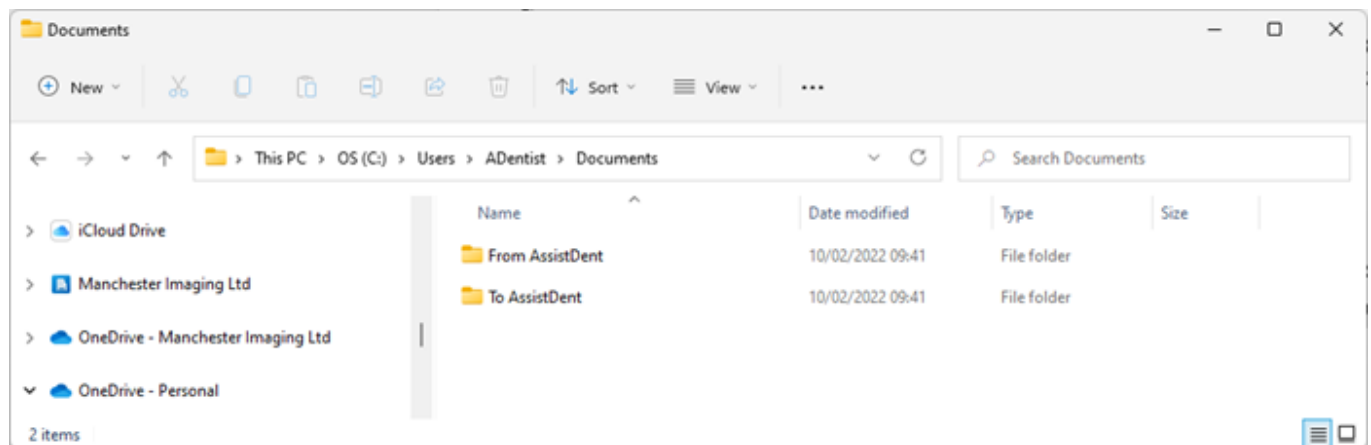 Documents
New
Sort
View
This PC > OS (C:) > Users > ADentist > Documents
Search Documents
iCloud Drive
Manchester Imaging Ltd
OneDrive - Manchester Imaging Ltd
OneDrive - Personal
Name Date modified Type Size
From AssistDent 10/02/2022 09:41 File folder
To AssistDent 10/02/2022 09:41 File folder
2 items